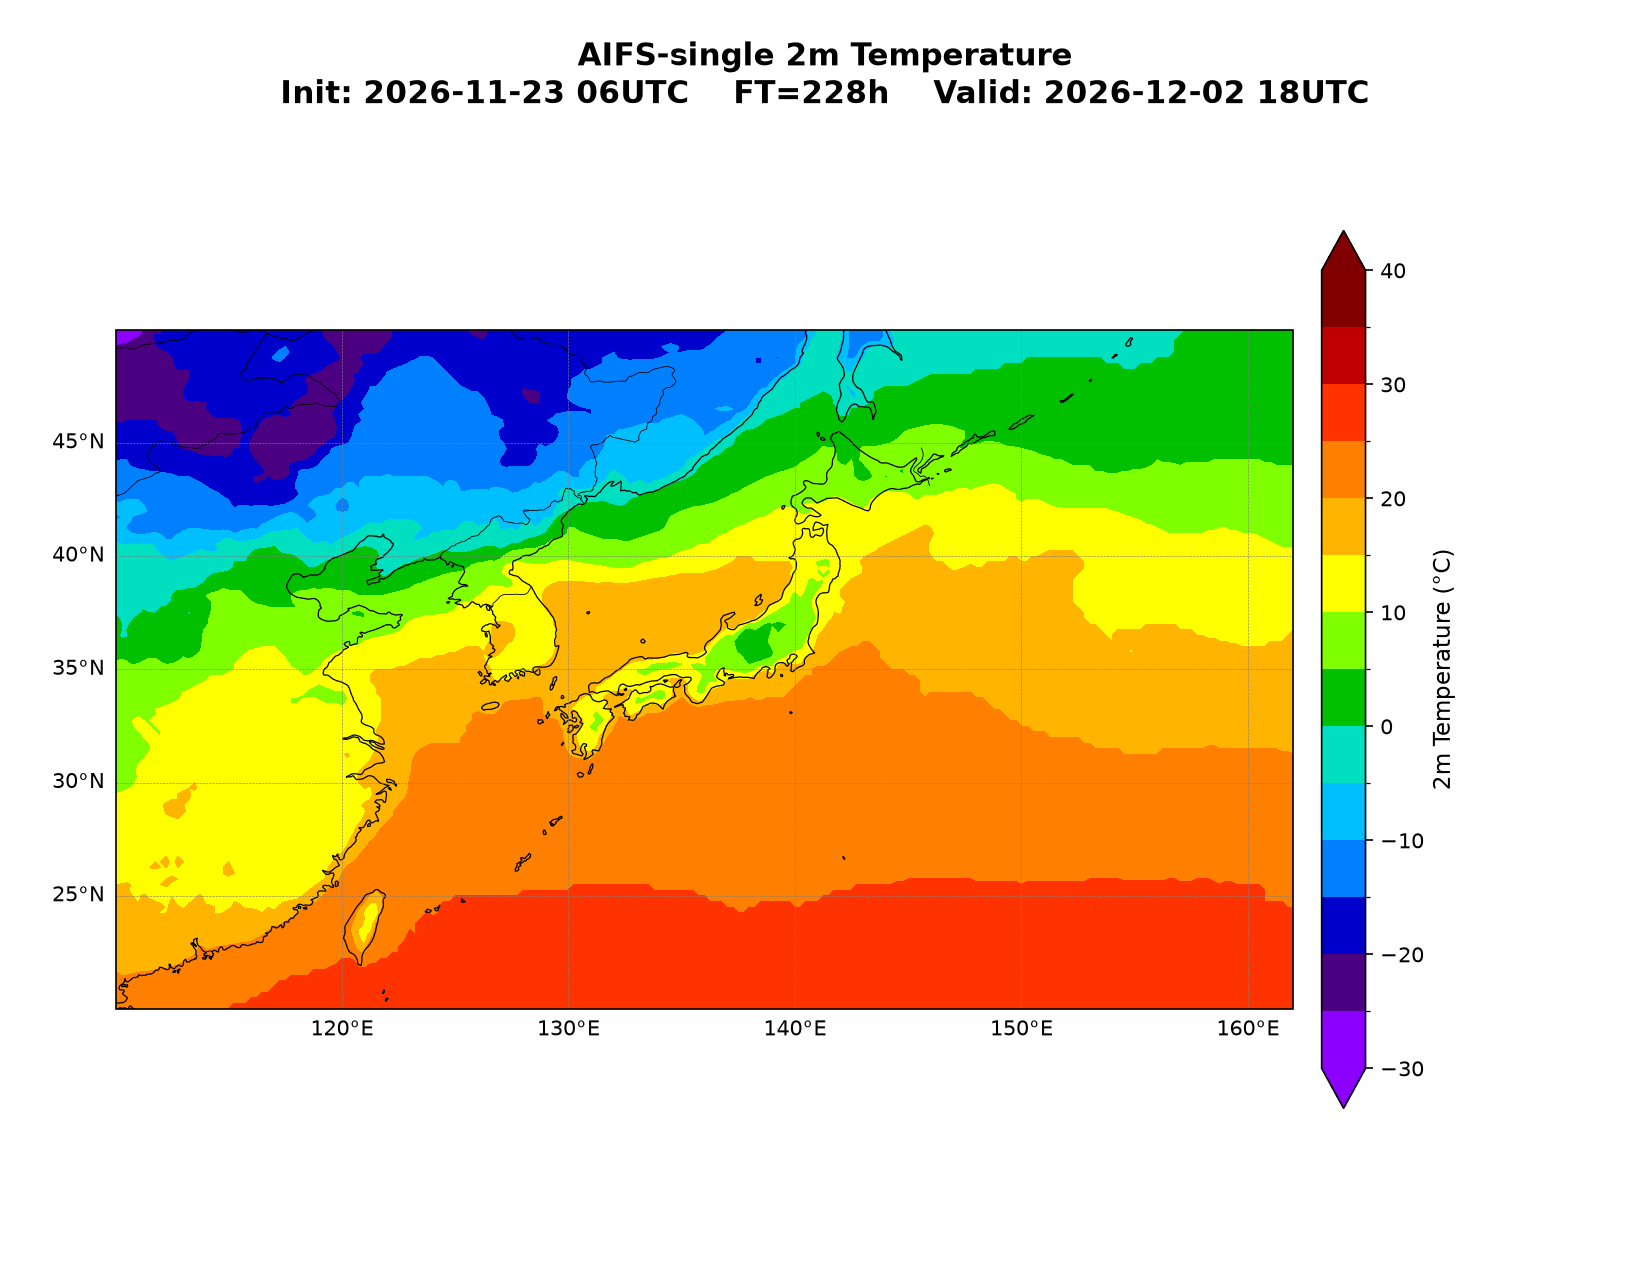 AIFS-single 2m Temperature
Init: 2026-11-23 06UTC    FT=228h    Valid: 2026-12-02 18UTC
45°N
40°N
35°N
30°N
25°N
120°E
130°E
140°E
150°E
160°E
40
30
20
10
0
−10
−20
−30
2m Temperature (°C)